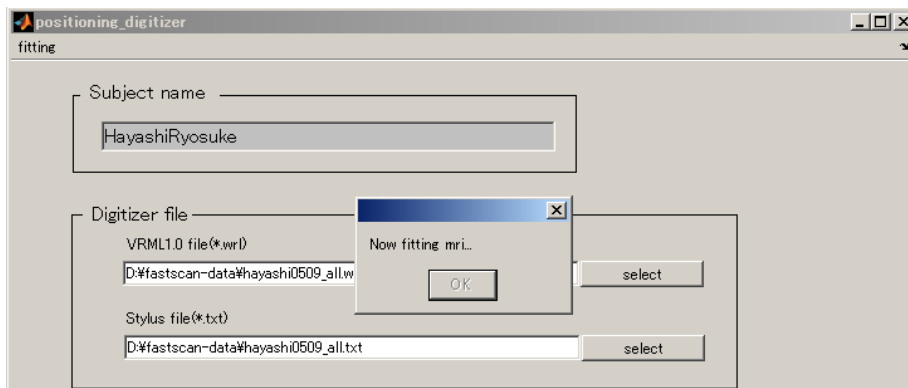 positioning_digitizer
fitting
Subject name
HayashiRyosuke
Digitizer file
VRML1.0 file(*.wrl)
D:¥fastscan-data¥hayashi0509_all.w
select
Now fitting mri...
OK
Stylus file(*.txt)
D:¥fastscan-data¥hayashi0509_all.txt
select